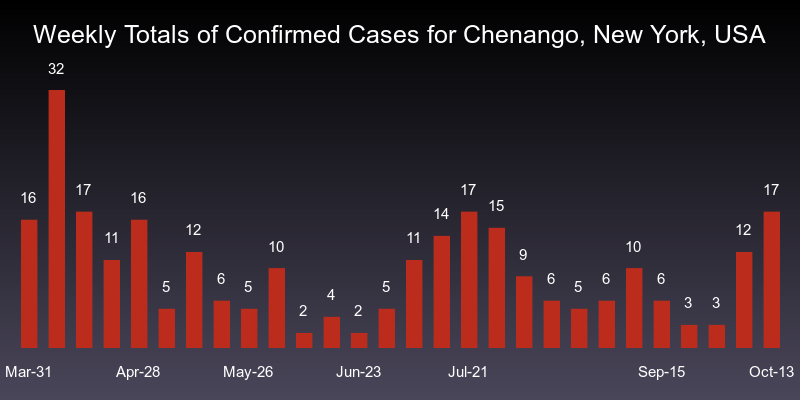 Weekly Totals of Confirmed Cases for Chenango, New York, USA
16 32 17 11 16 5 12 6 5 10 2 4 2 5 11 14 17 15 9 6 5 6 10 6 3 3 12 17
Mar-31 Apr-28 May-26 Jun-23 Jul-21 Sep-15 Oct-13